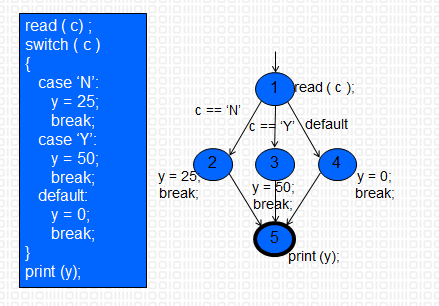 read ( c) ;
switch ( c )
{
case ‘N’:
y = 25;
break;
case ‘Y’:
y = 50;
break;
default:
y = 0;
break;
}
print (y);
1
read ( c );
c == ‘N’
c == ‘Y’
default
2
3
4
y = 25;
break;
y = 50;
break;
y = 0;
break;
5
print (y);